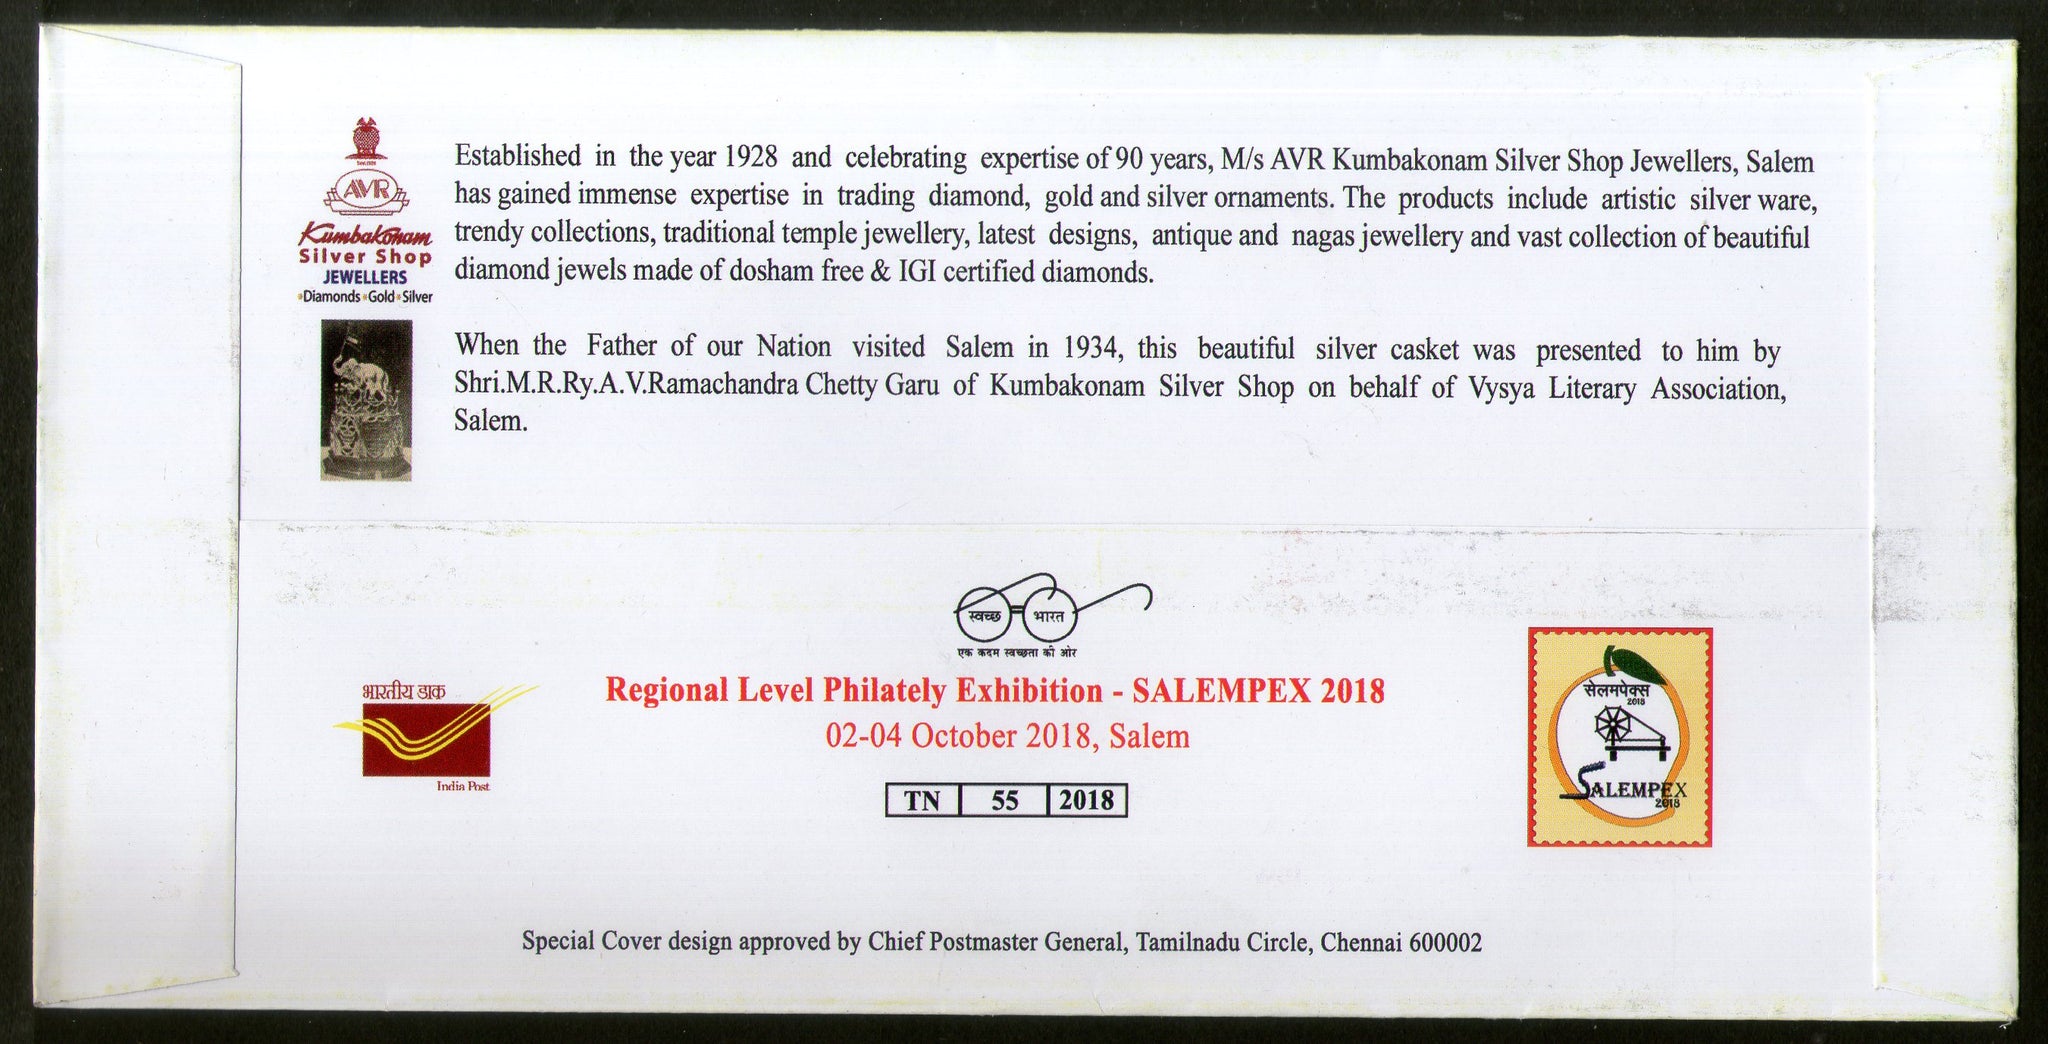 AVR
Kumbakonam
Silver Shop
JEWELLERS
Diamonds Gold Silver
Established in the year 1928 and celebrating expertise of 90 years, M/s AVR Kumbakonam Silver Shop Jewellers, Salem
has gained immense expertise in trading diamond, gold and silver ornaments. The products include artistic silver ware,
trendy collections, traditional temple jewellery, latest designs, antique and nagas jewellery and vast collection of beautiful
diamond jewels made of dosham free & IGI certified diamonds.
When the Father of our Nation visited Salem in 1934, this beautiful silver casket was presented to him by
Shri.M.R.Ry.A.V.Ramachandra Chetty Garu of Kumbakonam Silver Shop on behalf of Vysya Literary Association,
Salem.
स्वच्छ भारत
एक कदम स्वच्छता की ओर
भारतीय डाक
India Post
Regional Level Philately Exhibition - SALEMPEX 2018
02-04 October 2018, Salem
TN 55 2018
सेलमपेक्स
2018
SALEMPEX
2018
Special Cover design approved by Chief Postmaster General, Tamilnadu Circle, Chennai 600002